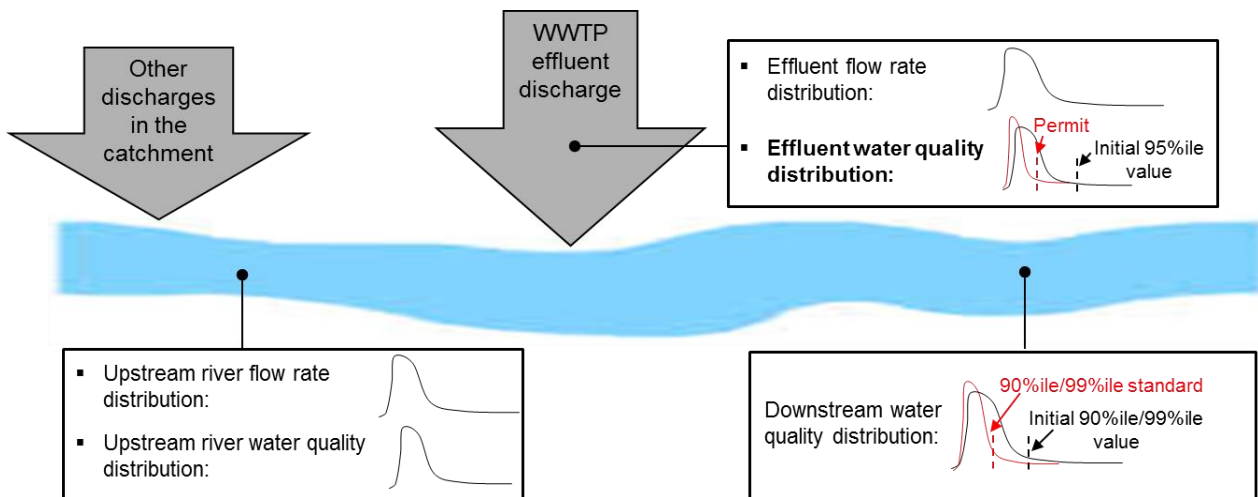 Other
discharges
in the
catchment
WWTP
effluent
discharge
▪ Effluent flow rate
distribution:
▪ Effluent water quality
distribution:
Permit
Initial 95%ile
value
▪ Upstream river flow rate
distribution:
▪ Upstream river water quality
distribution:
Downstream water
quality distribution:
90%ile/99%ile standard
Initial 90%ile/99%ile
value